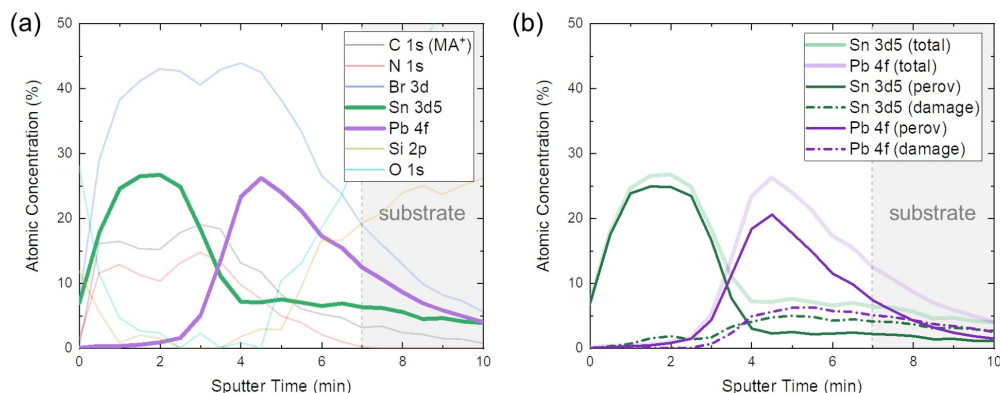 (a)
50
40
30
20
10
0
0 2 4 6 8 10
Atomic Concentration (%)
Sputter Time (min)
C 1s (MA⁺)
N 1s
Br 3d
Sn 3d5
Pb 4f
Si 2p
O 1s
substrate
(b)
50
40
30
20
10
0
0 2 4 6 8 10
Atomic Concentration (%)
Sputter Time (min)
Sn 3d5 (total)
Pb 4f (total)
Sn 3d5 (perov)
Sn 3d5 (damage)
Pb 4f (perov)
Pb 4f (damage)
substrate